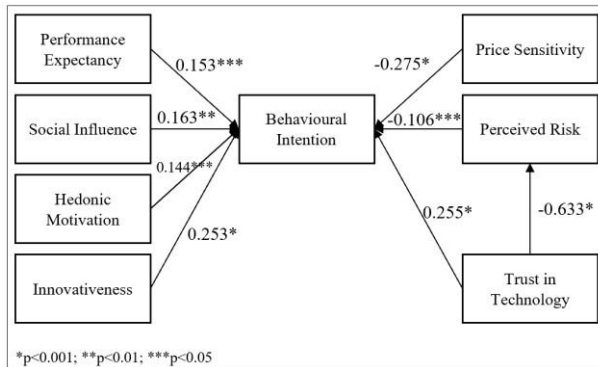 Performance
Expectancy
0.153***
Social Influence
0.163**
Hedonic
Motivation
0.144***
Innovativeness
0.253*
Behavioural
Intention
-0.275*
Price Sensitivity
-0.106***
Perceived Risk
0.255*
-0.633*
Trust in
Technology
*p<0.001; **p<0.01; ***p<0.05